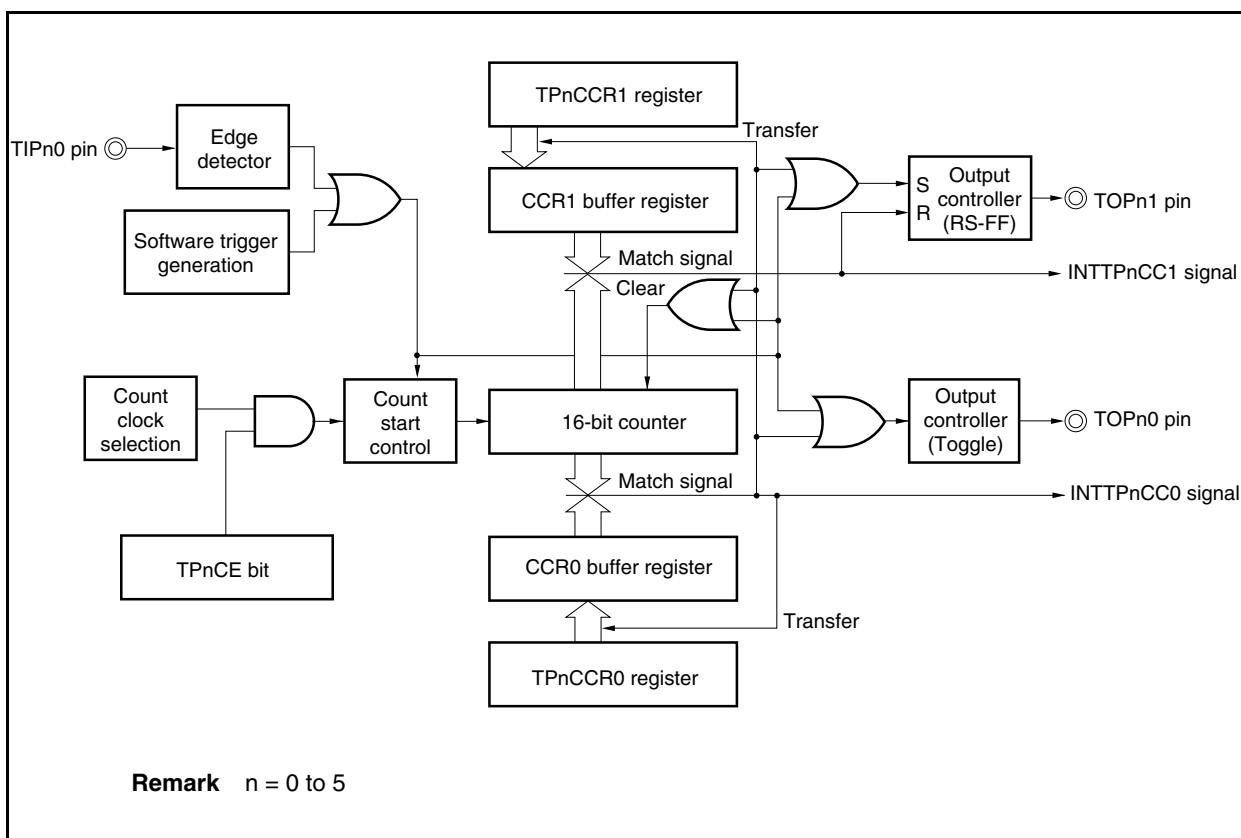 TPnCCR1 register
Transfer
TIPn0 pin
Edge
detector
CCR1 buffer register
S
R
Output
controller
(RS-FF)
TOPn1 pin
Software trigger
generation
Match signal
INTTPnCC1 signal
Clear
Count
clock
selection
Count
start
control
16-bit counter
Output
controller
(Toggle)
TOPn0 pin
Match signal
INTTPnCC0 signal
TPnCE bit
CCR0 buffer register
Transfer
TPnCCR0 register
Remark n = 0 to 5